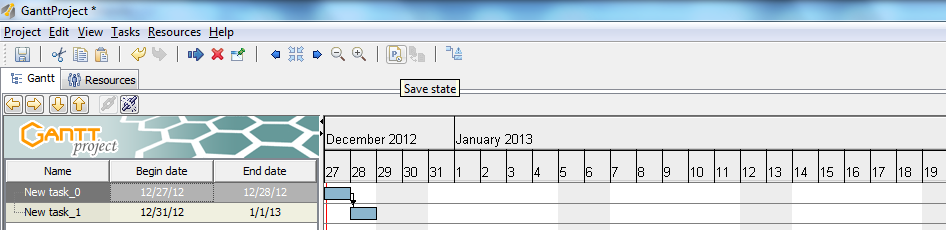 GanttProject *
Project Edit View Tasks Resources Help
Gantt Resources
Save state
GANTT
project
December 2012 January 2013
27 28 29 30 31 1 2 3 4 5 6 7 8 9 10 11 12 13 14 15 16 17 18 19
Name Begin date End date
New task_0 12/27/12 12/28/12
New task_1 12/31/12 1/1/13